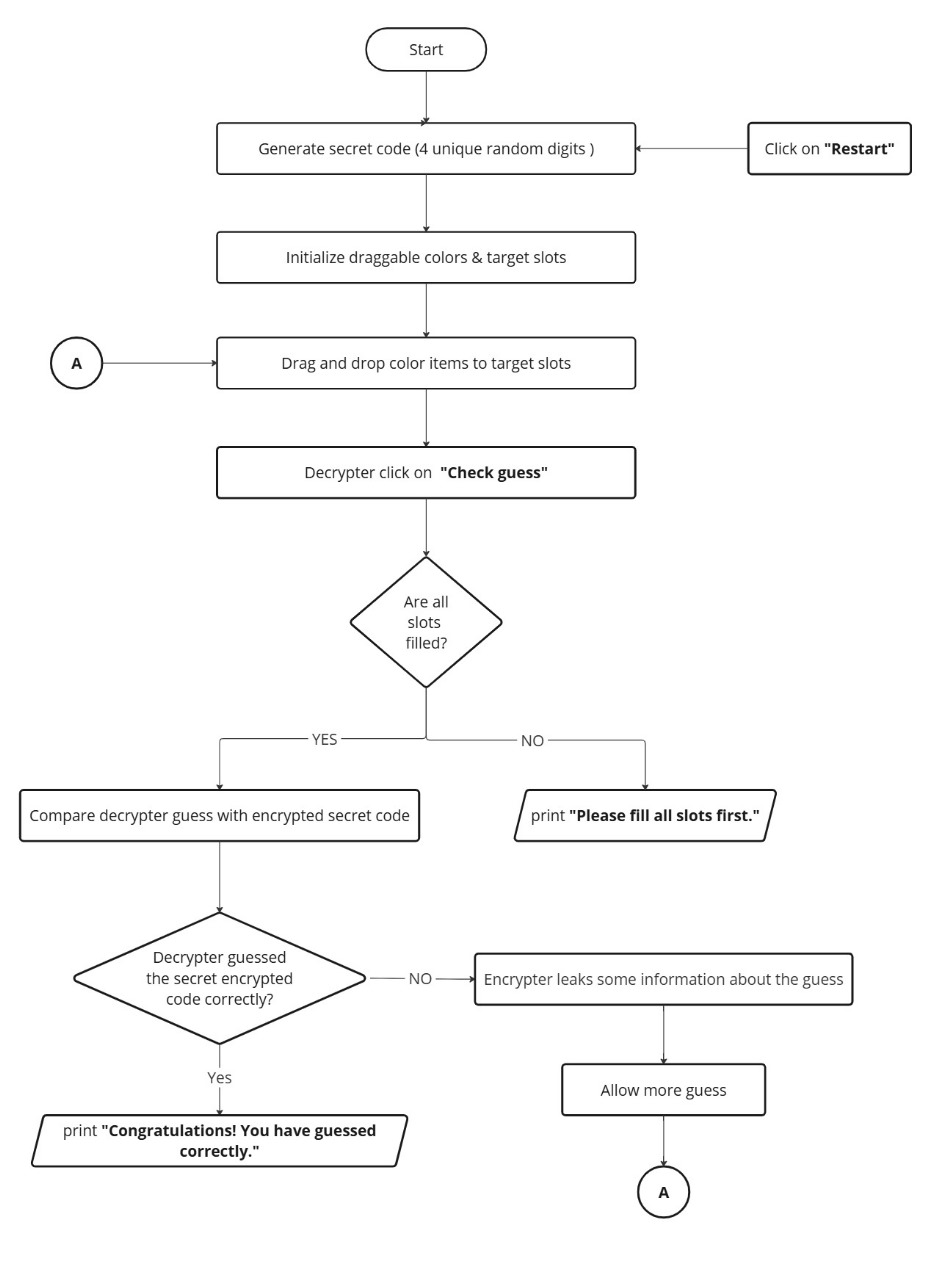 Start
Generate secret code (4 unique random digits )
Click on "Restart"
Initialize draggable colors & target slots
A
Drag and drop color items to target slots
Decrypter click on  "Check guess"
Are all
slots
filled?
YES
NO
Compare decrypter guess with encrypted secret code
print "Please fill all slots first."
Decrypter guessed
the secret encrypted
code correctly?
NO
Encrypter leaks some information about the guess
Yes
Allow more guess
print "Congratulations! You have guessed
correctly."
A